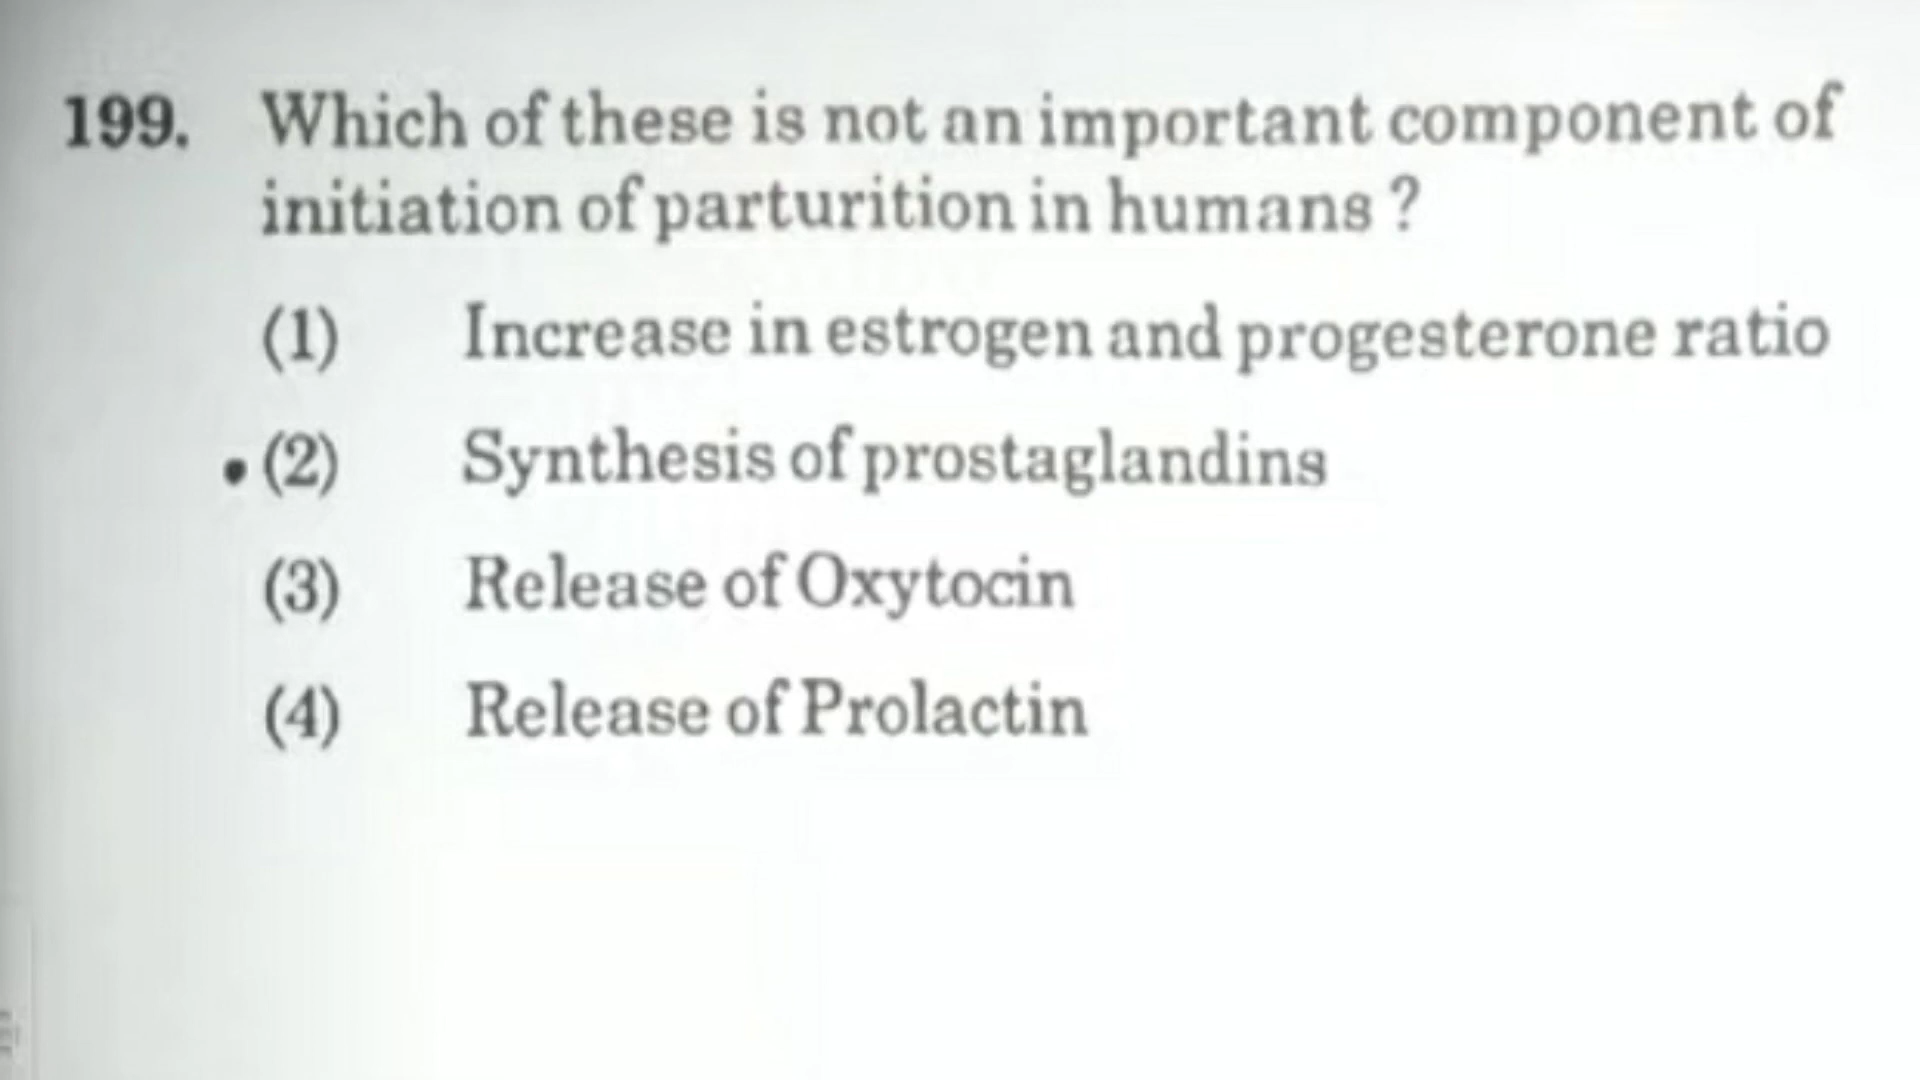 199. Which of these is not an important component of
initiation of parturition in humans ?
(1) Increase in estrogen and progesterone ratio
• (2) Synthesis of prostaglandins
(3) Release of Oxytocin
(4) Release of Prolactin